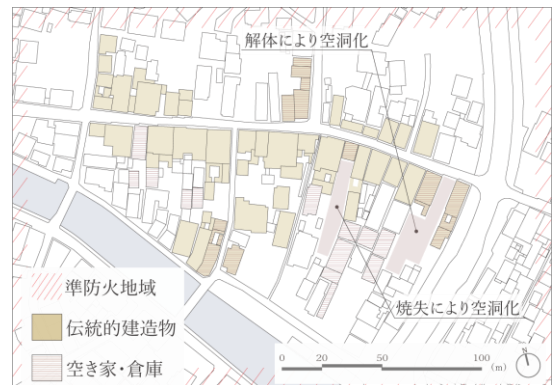 解体により空洞化
焼失により空洞化
準防火地域
伝統的建造物
空き家・倉庫
0 20 50 100 (m)
N